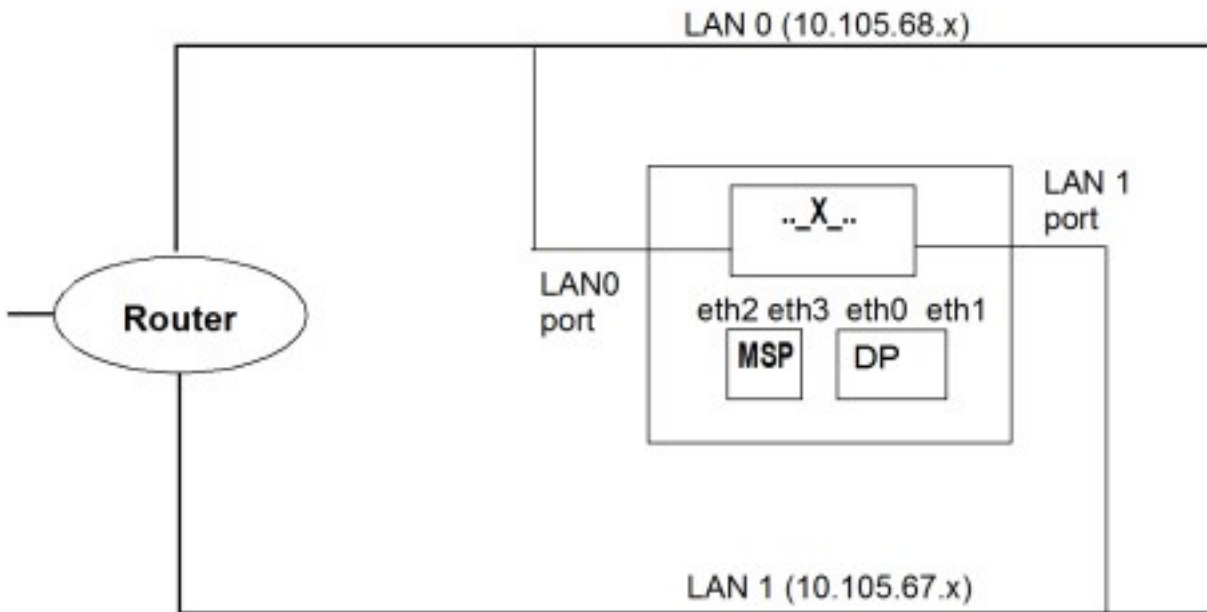 LAN 0 (10.105.68.x)
.._X_..
LAN 1
port
LAN0
port
eth2 eth3 eth0 eth1
MSP DP
Router
LAN 1 (10.105.67.x)